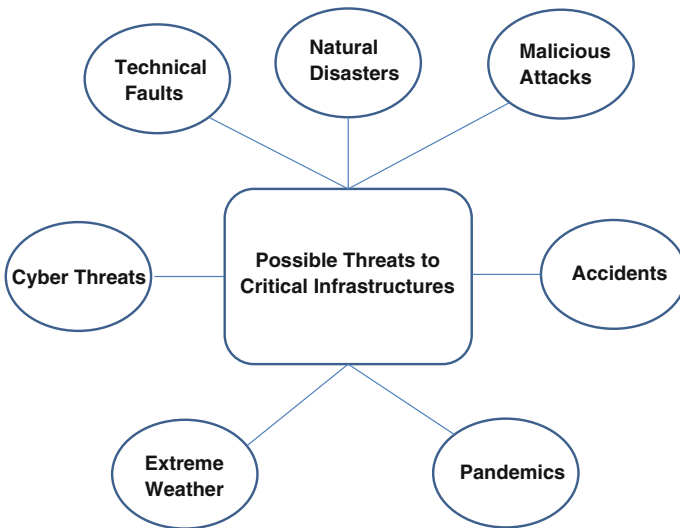 Technical
Faults
Natural
Disasters
Malicious
Attacks
Cyber Threats
Possible Threats to
Critical Infrastructures
Accidents
Extreme
Weather
Pandemics